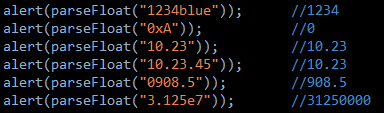 alert(parseFloat("1234blue"));      //1234
alert(parseFloat("0xA"));           //0
alert(parseFloat("10.23"));         //10.23
alert(parseFloat("10.23.45"));      //10.23
alert(parseFloat("0908.5"));        //908.5
alert(parseFloat("3.125e7"));       //31250000